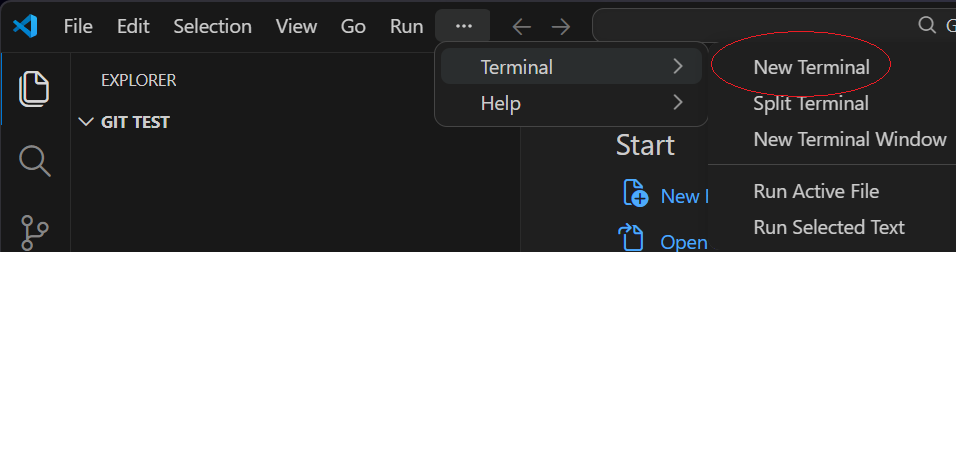 File Edit Selection View Go Run ...
EXPLORER
GIT TEST
Terminal
Help
New Terminal
Split Terminal
New Terminal Window
Run Active File
Run Selected Text
Start
New
Open